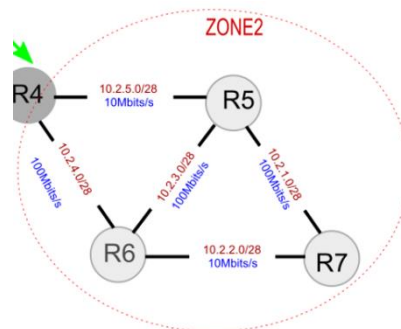 ZONE2
R4
10.2.5.0/28
10Mbits/s
R5
10.2.4.0/28
100Mbits/s
10.2.3.0/28
100Mbits/s
10.2.1.0/28
100Mbits/s
R6
10.2.2.0/28
10Mbits/s
R7